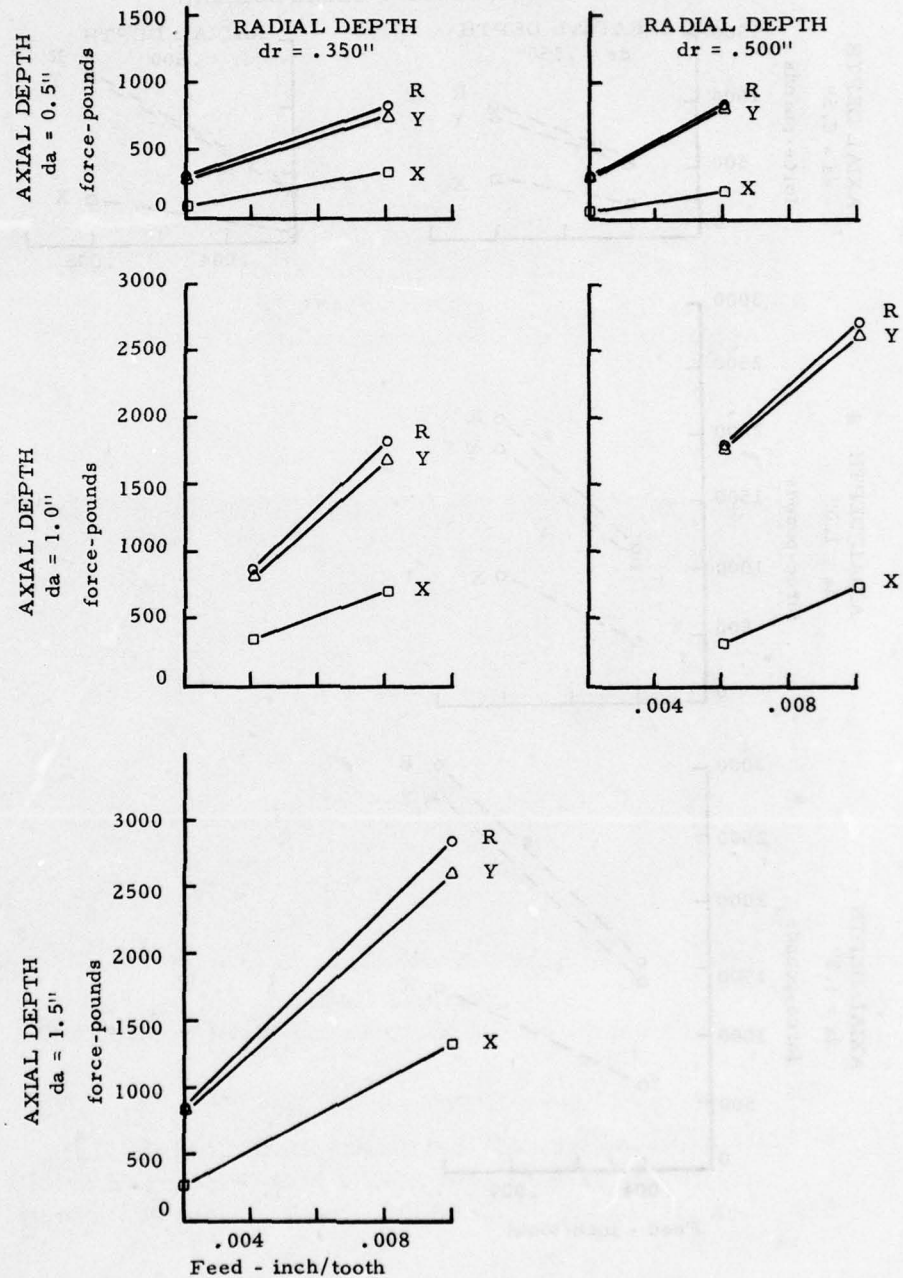 RADIAL DEPTH
dr = .350"
RADIAL DEPTH
dr = .500"
AXIAL DEPTH
da = 0.5"
force-pounds
1500
1000
500
0
R
Y
X
R
Y
X
AXIAL DEPTH
da = 1.0"
force-pounds
3000
2500
2000
1500
1000
500
0
R
Y
X
R
Y
X
.004
.008
AXIAL DEPTH
da = 1.5"
force-pounds
3000
2500
2000
1500
1000
500
0
R
Y
X
.004
.008
Feed - inch/tooth